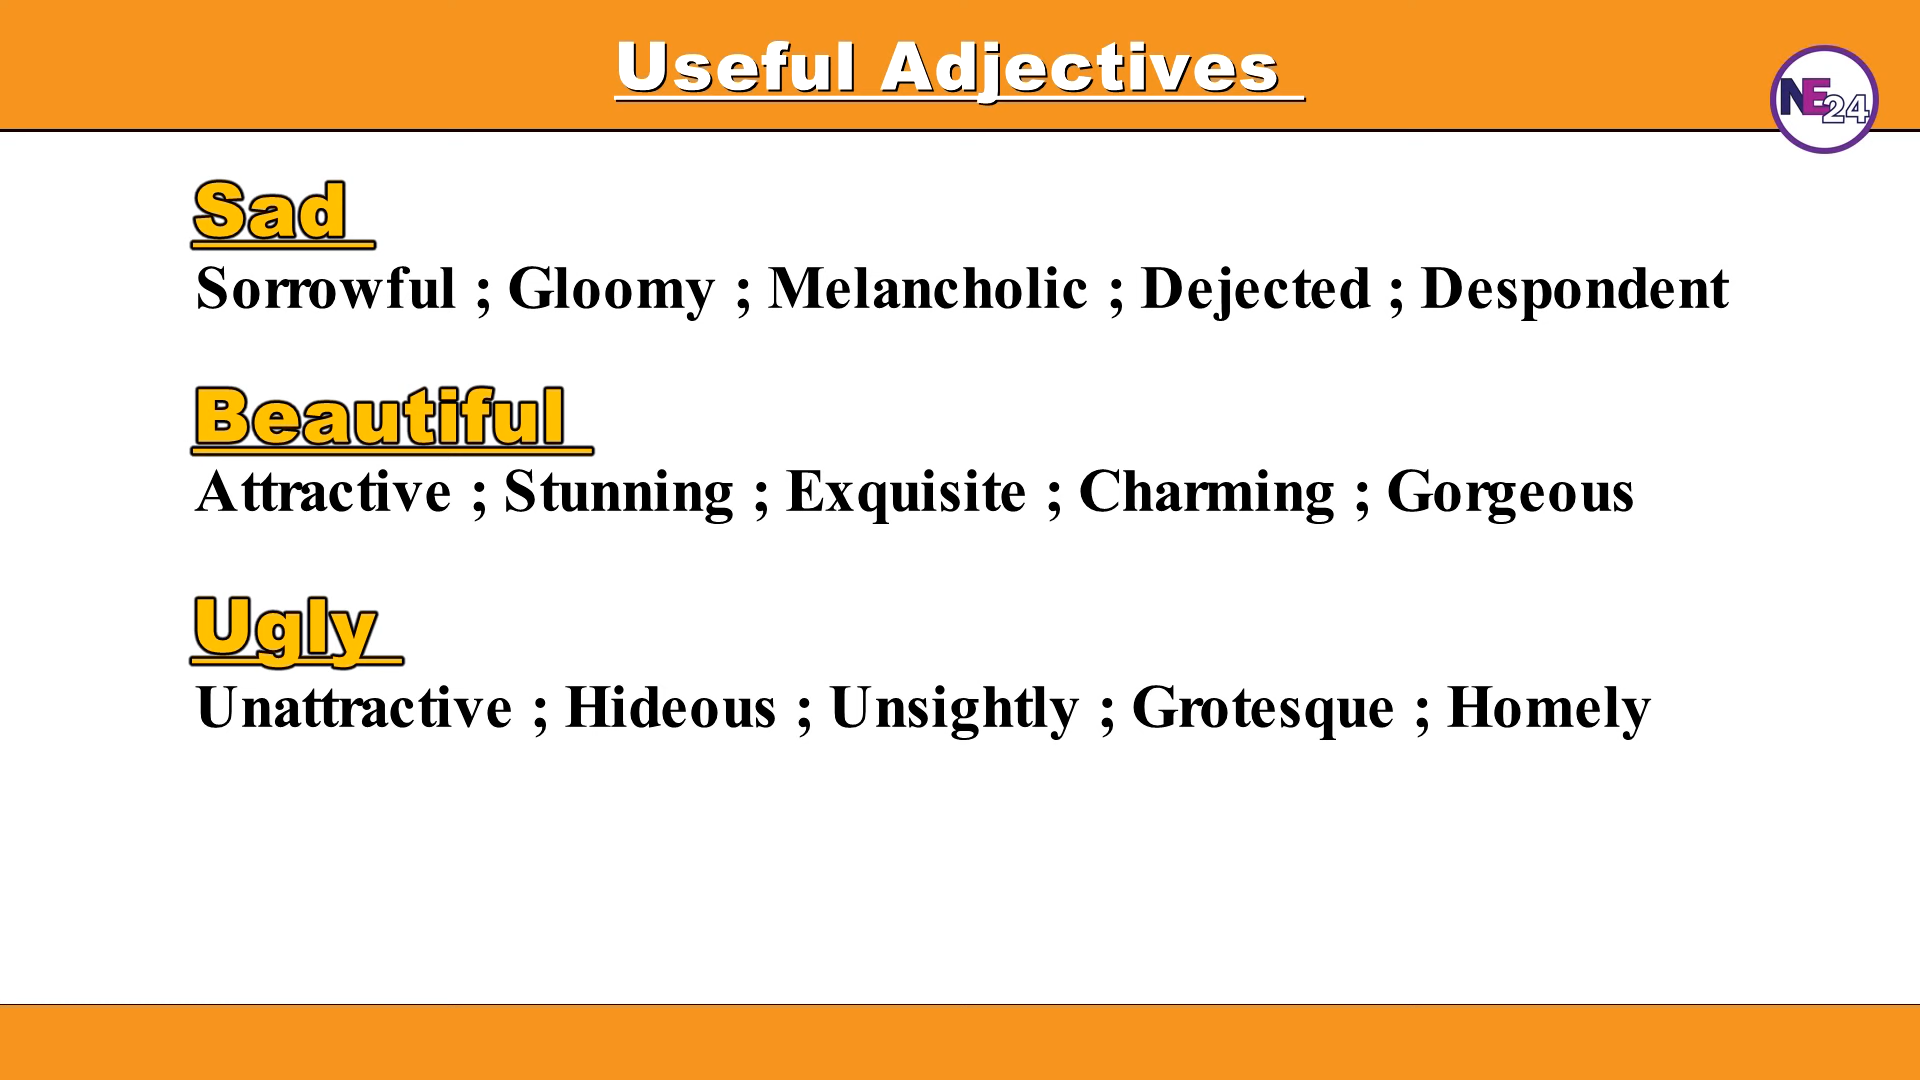 Useful Adjectives
NE24
Sad
Sorrowful ; Gloomy ; Melancholic ; Dejected ; Despondent
Beautiful
Attractive ; Stunning ; Exquisite ; Charming ; Gorgeous
Ugly
Unattractive ; Hideous ; Unsightly ; Grotesque ; Homely